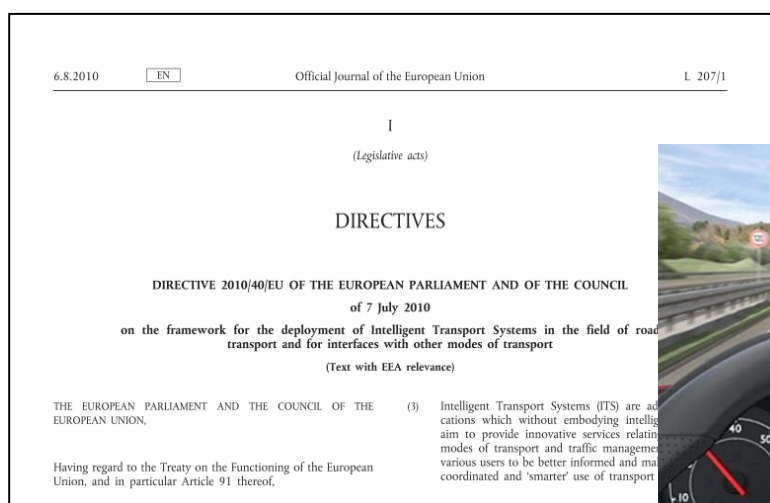 6.8.2010 EN Official Journal of the European Union L 207/1
I
(Legislative acts)
DIRECTIVES
DIRECTIVE 2010/40/EU OF THE EUROPEAN PARLIAMENT AND OF THE COUNCIL
of 7 July 2010
on the framework for the deployment of Intelligent Transport Systems in the field of road
transport and for interfaces with other modes of transport
(Text with EEA relevance)
THE EUROPEAN PARLIAMENT AND THE COUNCIL OF THE
EUROPEAN UNION,
Having regard to the Treaty on the Functioning of the European
Union, and in particular Article 91 thereof,
(3) Intelligent Transport Systems (ITS) are ad
cations which without embodying intellig
aim to provide innovative services relatin
modes of transport and traffic manageme
various users to be better informed and ma
coordinated and ‘smarter’ use of transport
40
50
10